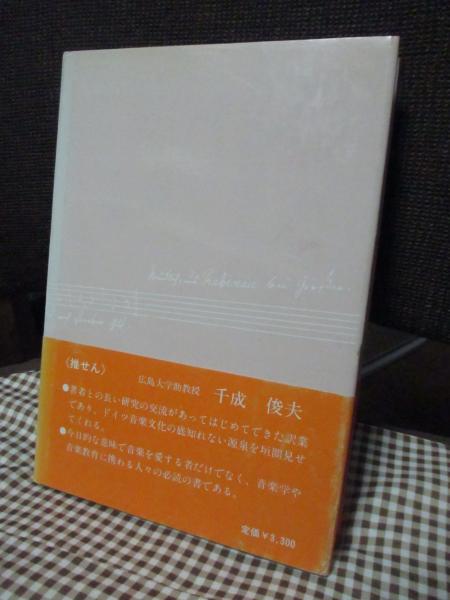 〈推せん〉
広島大学助教授 千成 俊夫
●著者との長い研究の交流があってはじめてできた訳業
であり、ドイツ音楽文化の底知れない源泉を垣間見せ
てくれる。
●今日的な意味で音楽を愛する者だけでなく、音楽学や
音楽教育に携わる人々の必読の書である。
定価￥3,300